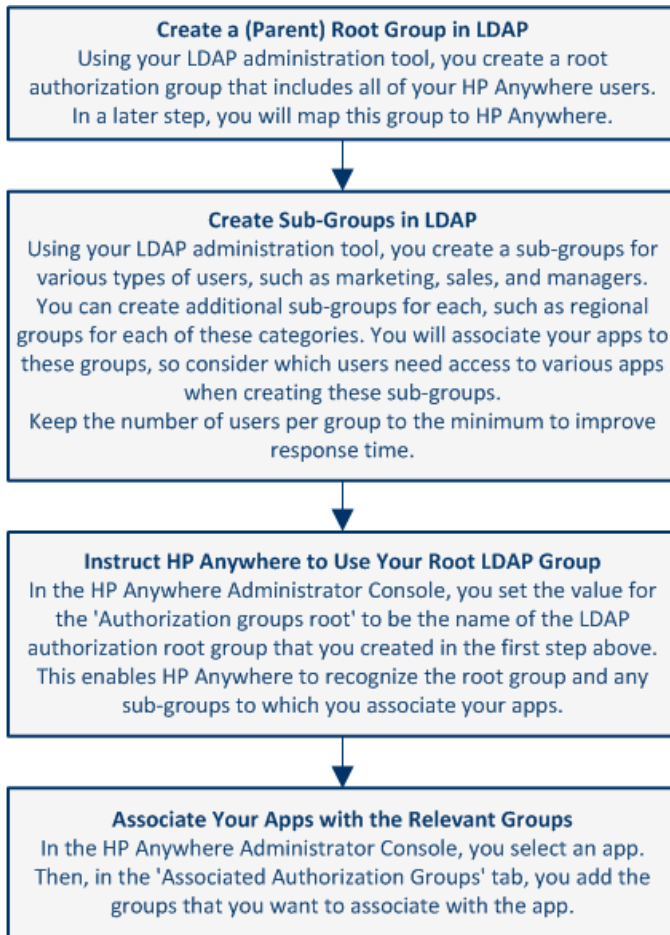 Create a (Parent) Root Group in LDAP
Using your LDAP administration tool, you create a root
authorization group that includes all of your HP Anywhere users.
In a later step, you will map this group to HP Anywhere.
Create Sub-Groups in LDAP
Using your LDAP administration tool, you create a sub-groups for
various types of users, such as marketing, sales, and managers.
You can create additional sub-groups for each, such as regional
groups for each of these categories. You will associate your apps to
these groups, so consider which users need access to various apps
when creating these sub-groups.
Keep the number of users per group to the minimum to improve
response time.
Instruct HP Anywhere to Use Your Root LDAP Group
In the HP Anywhere Administrator Console, you set the value for
the 'Authorization groups root' to be the name of the LDAP
authorization root group that you created in the first step above.
This enables HP Anywhere to recognize the root group and any
sub-groups to which you associate your apps.
Associate Your Apps with the Relevant Groups
In the HP Anywhere Administrator Console, you select an app.
Then, in the 'Associated Authorization Groups' tab, you add the
groups that you want to associate with the app.